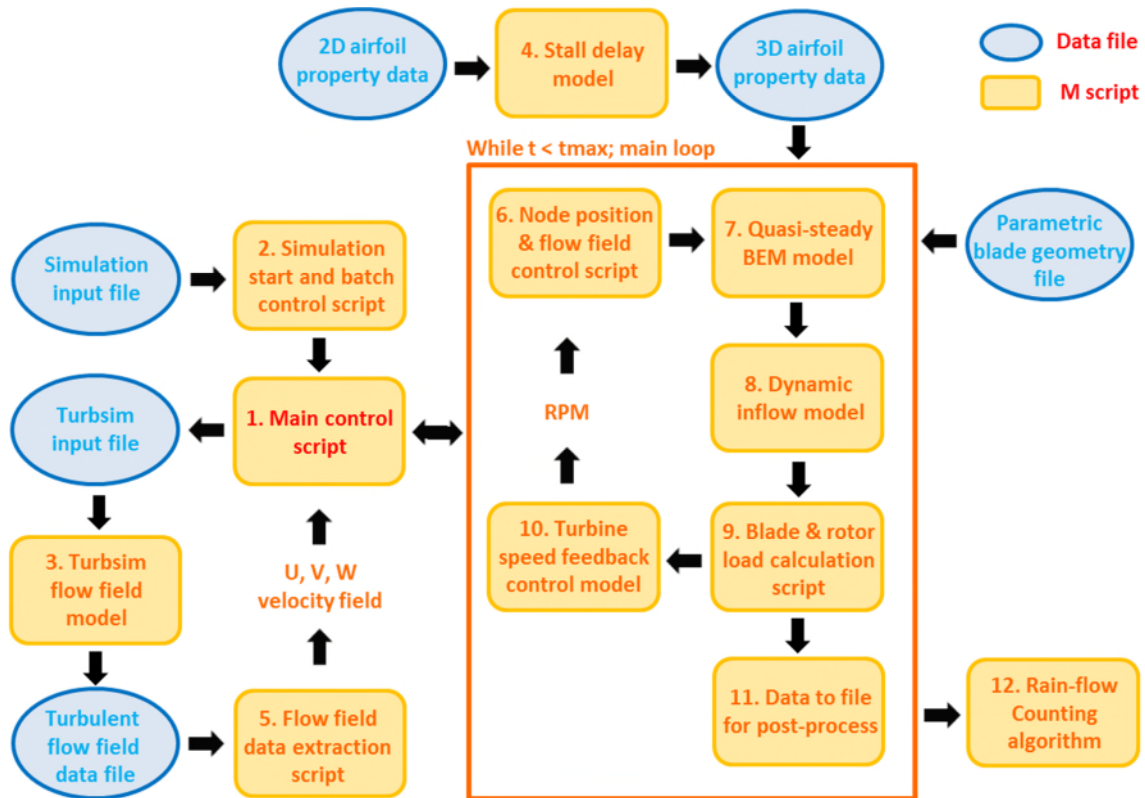 2D airfoil
property data
4. Stall delay
model
3D airfoil
property data
Data file
M script
While t < tmax; main loop
Simulation
input file
2. Simulation
start and batch
control script
6. Node position
& flow field
control script
7. Quasi-steady
BEM model
Parametric
blade geometry
file
Turbsim
input file
1. Main control
script
RPM
8. Dynamic
inflow model
3. Turbsim
flow field
model
U, V, W
velocity field
10. Turbine
speed feedback
control model
9. Blade & rotor
load calculation
script
Turbulent
flow field
data file
5. Flow field
data extraction
script
11. Data to file
for post-process
12. Rain-flow
Counting
algorithm